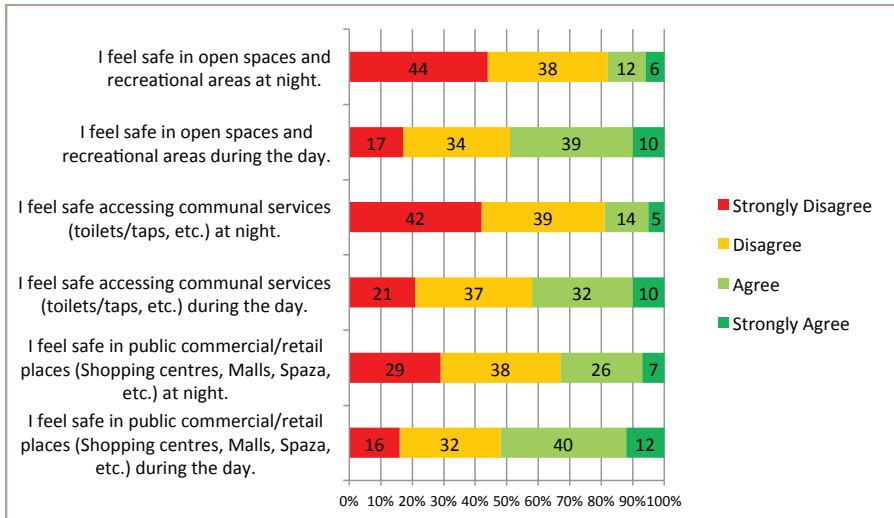 I feel safe in open spaces and
recreational areas at night.
44 38 12 6
I feel safe in open spaces and
recreational areas during the day.
17 34 39 10
I feel safe accessing communal services
(toilets/taps, etc.) at night.
42 39 14 5
I feel safe accessing communal services
(toilets/taps, etc.) during the day.
21 37 32 10
I feel safe in public commercial/retail
places (Shopping centres, Malls, Spaza,
etc.) at night.
29 38 26 7
I feel safe in public commercial/retail
places (Shopping centres, Malls, Spaza,
etc.) during the day.
16 32 40 12
0% 10% 20% 30% 40% 50% 60% 70% 80% 90% 100%
Strongly Disagree
Disagree
Agree
Strongly Agree